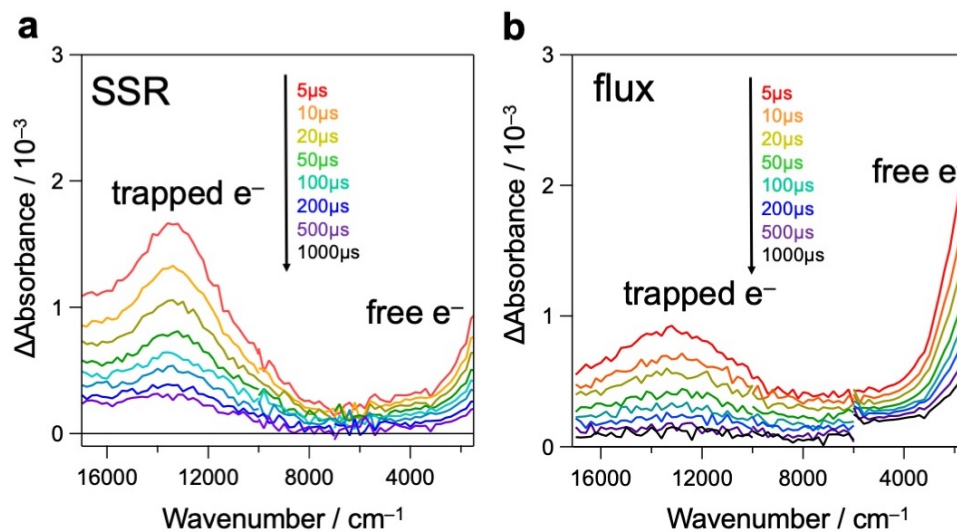 a
3
2
1
0
SSR
5µs
10µs
20µs
50µs
100µs
200µs
500µs
1000µs
trapped e⁻
free e⁻
16000 12000 8000 4000
Wavenumber / cm⁻¹
ΔAbsorbance / 10⁻³
b
3
2
1
0
flux
5µs
10µs
20µs
50µs
100µs
200µs
500µs
1000µs
free e
trapped e⁻
16000 12000 8000 4000
Wavenumber / cm⁻¹
ΔAbsorbance / 10⁻³